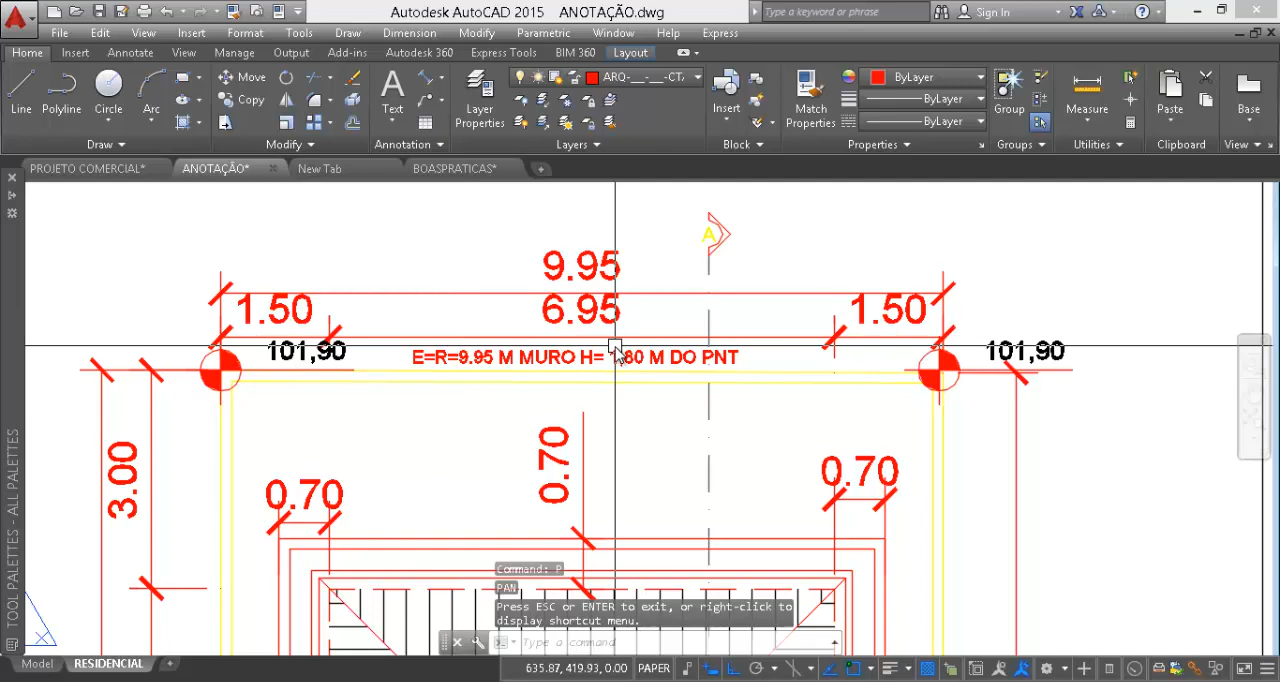 Autodesk AutoCAD 2015 ANOTAÇÃO.dwg
Type a keyword or phrase
Sign In
File Edit View Insert Format Tools Draw Dimension Modify Parametric Window Help Express
Home Insert Annotate View Manage Output Add-ins Autodesk 360 Express Tools BIM 360 Layout
Line Polyline Circle Arc
Move
Copy
Text
Layer Properties
ARQ-__-__-CT
Insert
Match Properties
ByLayer
ByLayer
ByLayer
Group
Measure
Paste
Base
Draw Modify Annotation Layers Block Properties Groups Utilities Clipboard View
PROJETO COMERCIAL* ANOTAÇÃO* New Tab BOASPRATICAS*
A
9.95
1.50 6.95 1.50
101,90 E=R=9.95 M MURO H= 80 M DO PNT 101,90
3.00
0.70
0.70
0.70
TOOL PALETTES - ALL PALETTES
Command: P
PAN
Press ESC or ENTER to exit, or right-click to
display shortcut menu.
Type a command
Model RESIDENCIAL
635.87, 419.93, 0.00 PAPER